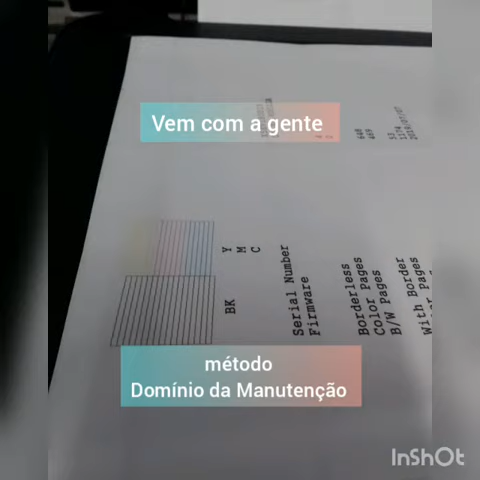 Vem com a gente
Y
M
C
BK
Serial Number
Firmware
Borderless
Color Pages
B/W Pages
With Border
método
Domínio da Manutenção
InShOt